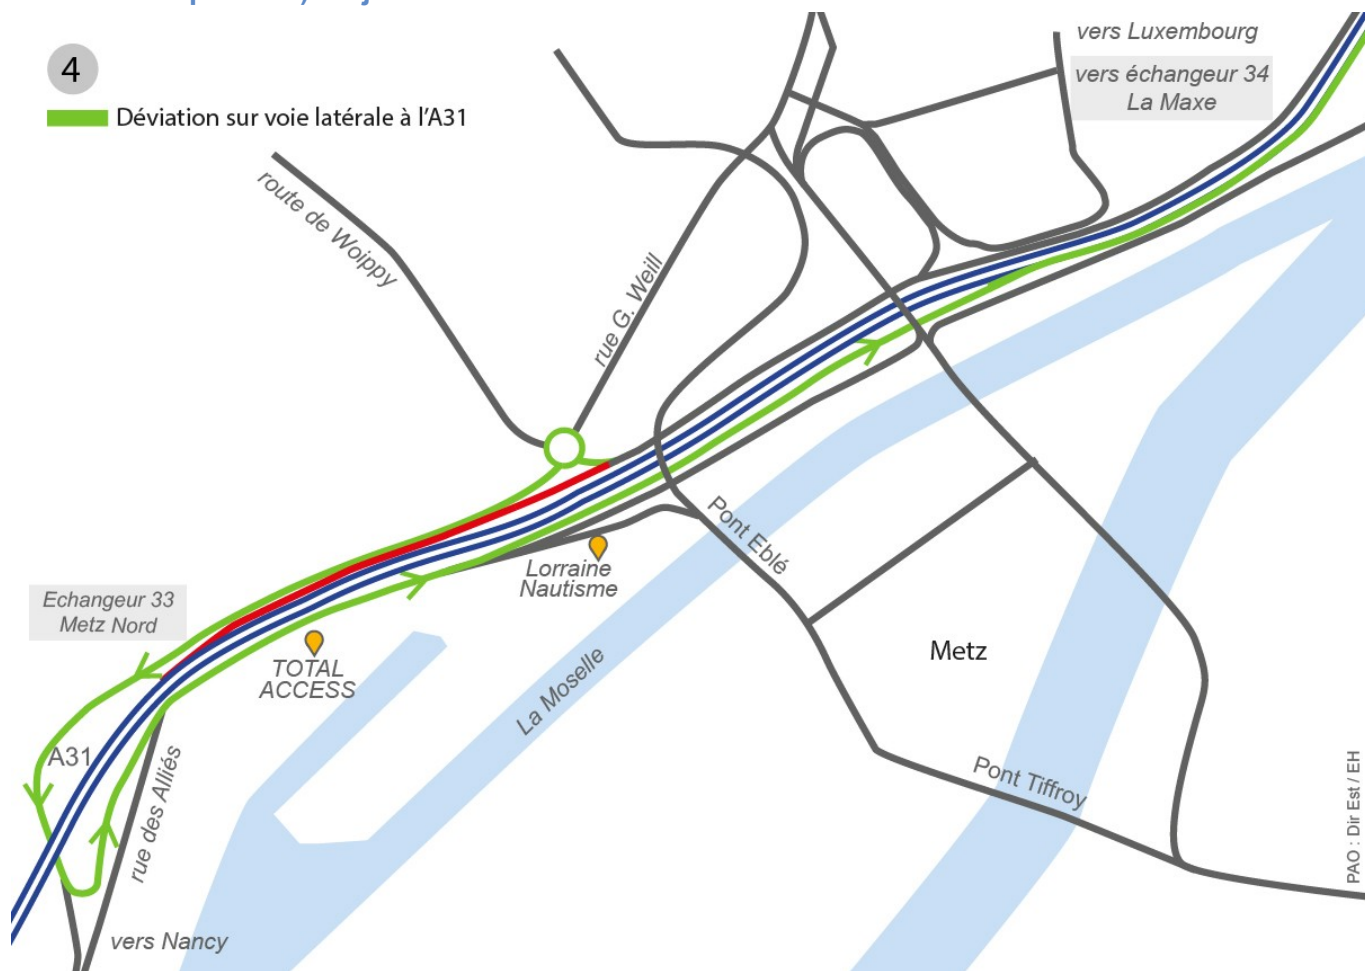 4
Déviation sur voie latérale à l'A31
vers Luxembourg
vers échangeur 34
La Maxe
route de Woippy
rue G. Weill
Pont Eblé
Lorraine
Nautisme
Echangeur 33
Metz Nord
TOTAL
ACCESS
La Moselle
Metz
A31
rue des Alliés
Pont Tiffroy
vers Nancy
PAO : Dir Est / EH